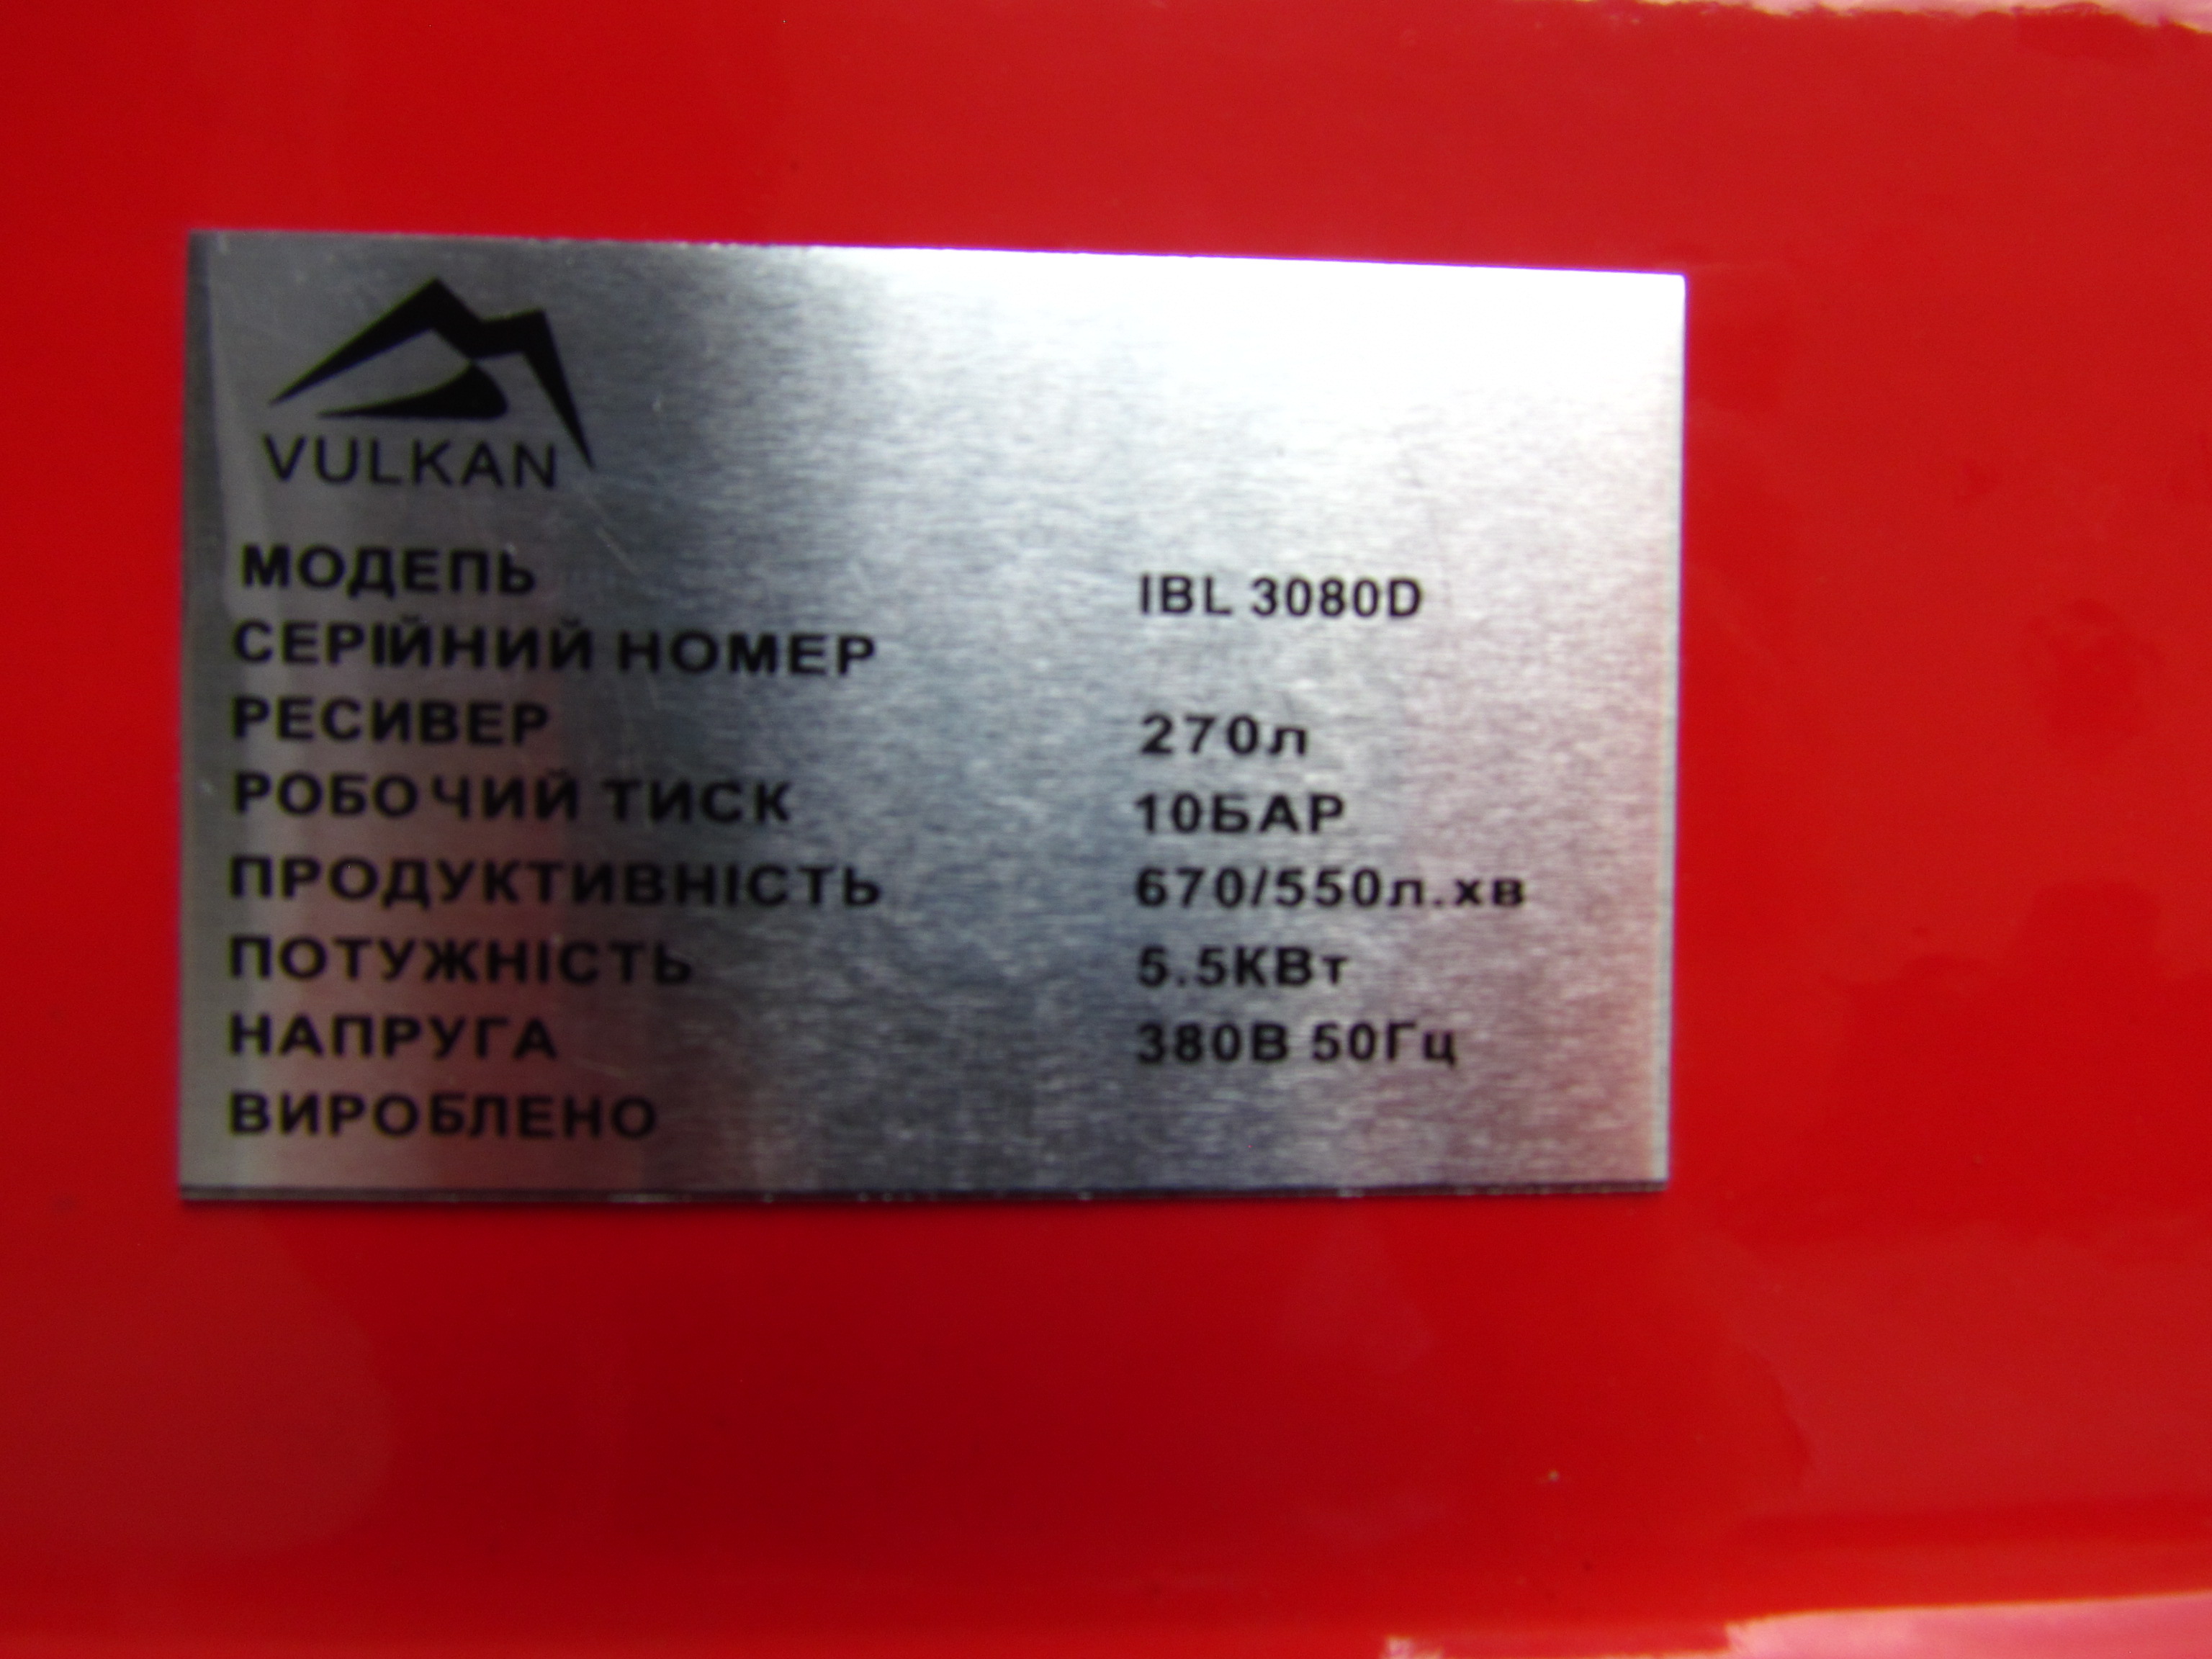 VULKAN
МОДЕПЬ IBL 3080D
СЕРІЙНИЙ НОМЕР
РЕСИВЕР 270л
РОБОЧИЙ ТИСК 10БАР
ПРОДУКТИВНІСТЬ 670/550л.хв
ПОТУЖНІСТЬ 5.5КВт
НАПРУГА 380В 50Гц
ВИРОБЛЕНО